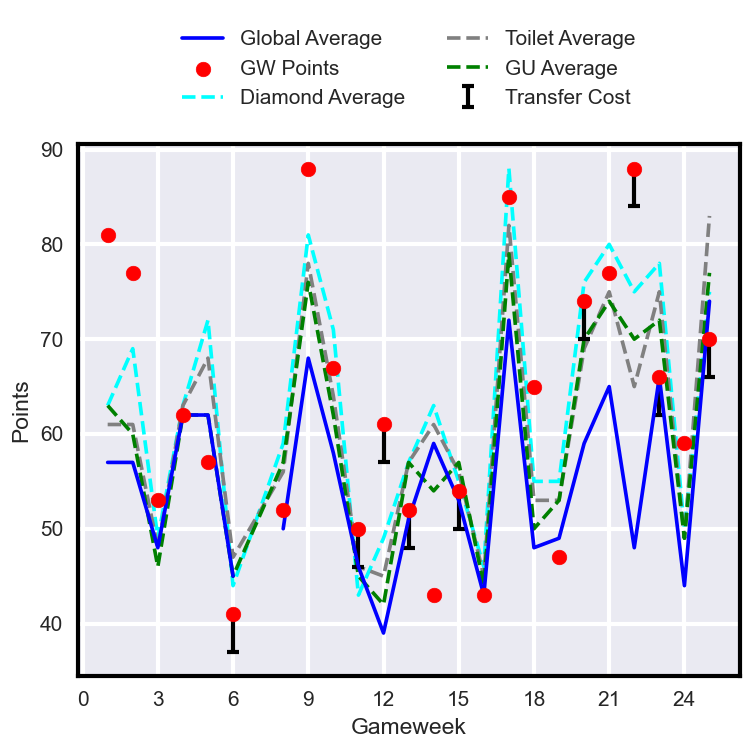 Global Average
GW Points
Diamond Average
Toilet Average
GU Average
Transfer Cost
90
80
70
60
50
40
Points
0 3 6 9 12 15 18 21 24
Gameweek